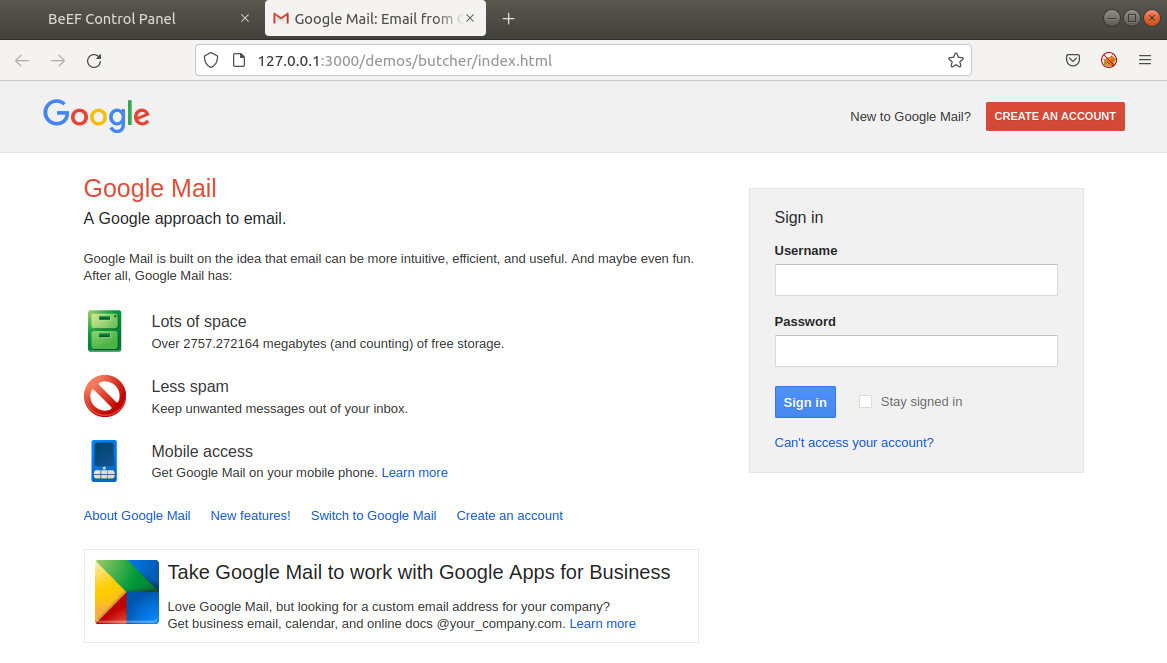 BeEF Control Panel
Google Mail: Email from
127.0.0.1:3000/demos/butcher/index.html
Google
New to Google Mail?
CREATE AN ACCOUNT
Google Mail
A Google approach to email.
Google Mail is built on the idea that email can be more intuitive, efficient, and useful. And maybe even fun.
After all, Google Mail has:
Lots of space
Over 2757.272164 megabytes (and counting) of free storage.
Less spam
Keep unwanted messages out of your inbox.
Mobile access
Get Google Mail on your mobile phone. Learn more
About Google Mail
New features!
Switch to Google Mail
Create an account
Take Google Mail to work with Google Apps for Business
Love Google Mail, but looking for a custom email address for your company?
Get business email, calendar, and online docs @your_company.com. Learn more
Sign in
Username
Password
Sign in
Stay signed in
Can't access your account?